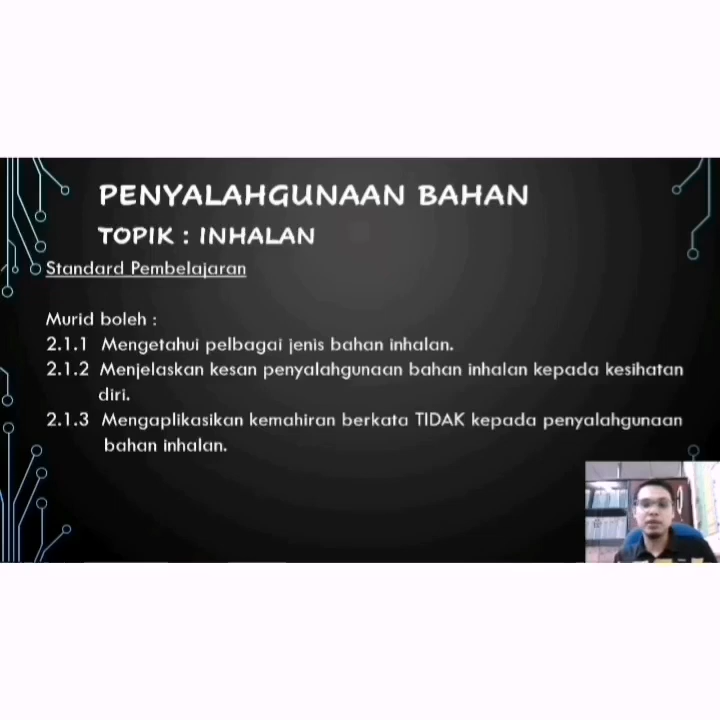 PENYALAHGUNAAN BAHAN
TOPIK : INHALAN
Standard Pembelajaran
Murid boleh :
2.1.1 Mengetahui pelbagai jenis bahan inhalan.
2.1.2 Menjelaskan kesan penyalahgunaan bahan inhalan kepada kesihatan
diri.
2.1.3 Mengaplikasikan kemahiran berkata TIDAK kepada penyalahgunaan
bahan inhalan.